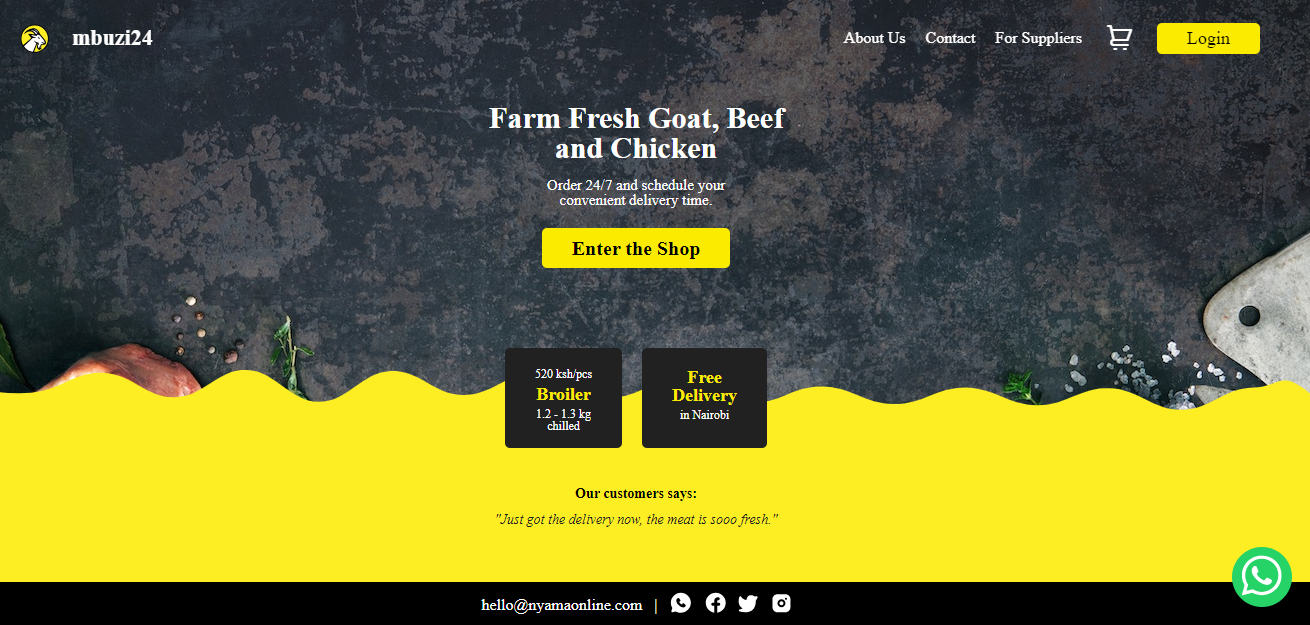 mbuzi24
About Us
Contact
For Suppliers
Login
Farm Fresh Goat, Beef
and Chicken
Order 24/7 and schedule your
convenient delivery time.
Enter the Shop
520 ksh/pcs
Broiler
1.2 - 1.3 kg
chilled
Free
Delivery
in Nairobi
Our customers says:
"Just got the delivery now, the meat is sooo fresh."
hello@nyamaonline.com |